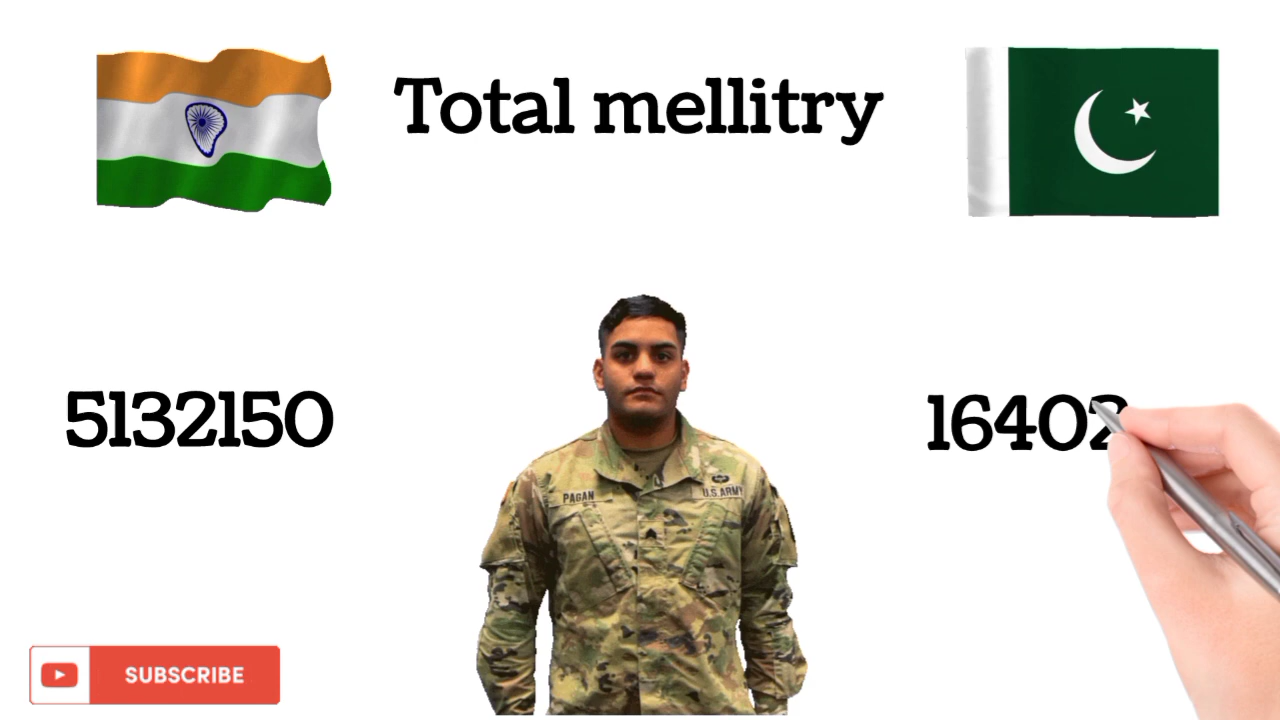 Total mellitry
5132150
16402
PAGAN
U.S.ARMY
SUBSCRIBE